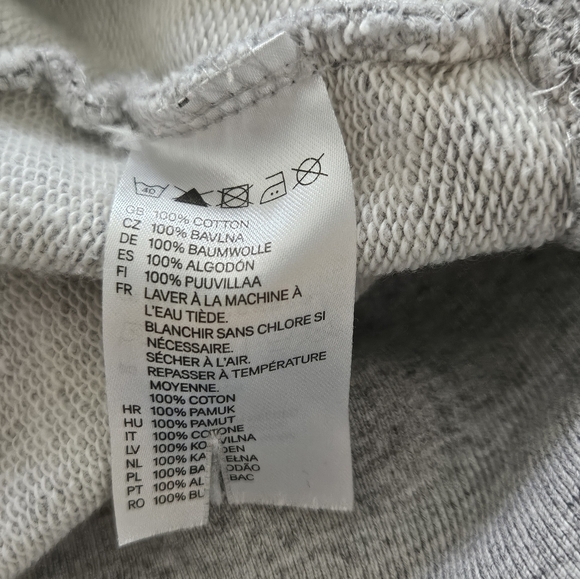 40
GB 100% COTTON
CZ 100% BAVLNA
DE 100% BAUMWOLLE
ES 100% ALGODÓN
FI 100% PUUVILLAA
FR LAVER À LA MACHINE À
L'EAU TIÈDE.
BLANCHIR SANS CHLORE SI
NÉCESSAIRE.
SÉCHER À L'AIR.
REPASSER À TEMPÉRATURE
MOYENNE.
100% COTON
HR 100% PAMUK
HU 100% PAMUT
IT 100% COTONE
LV 100%
NL 100%
PL 100%
PT 100%
RO 100%